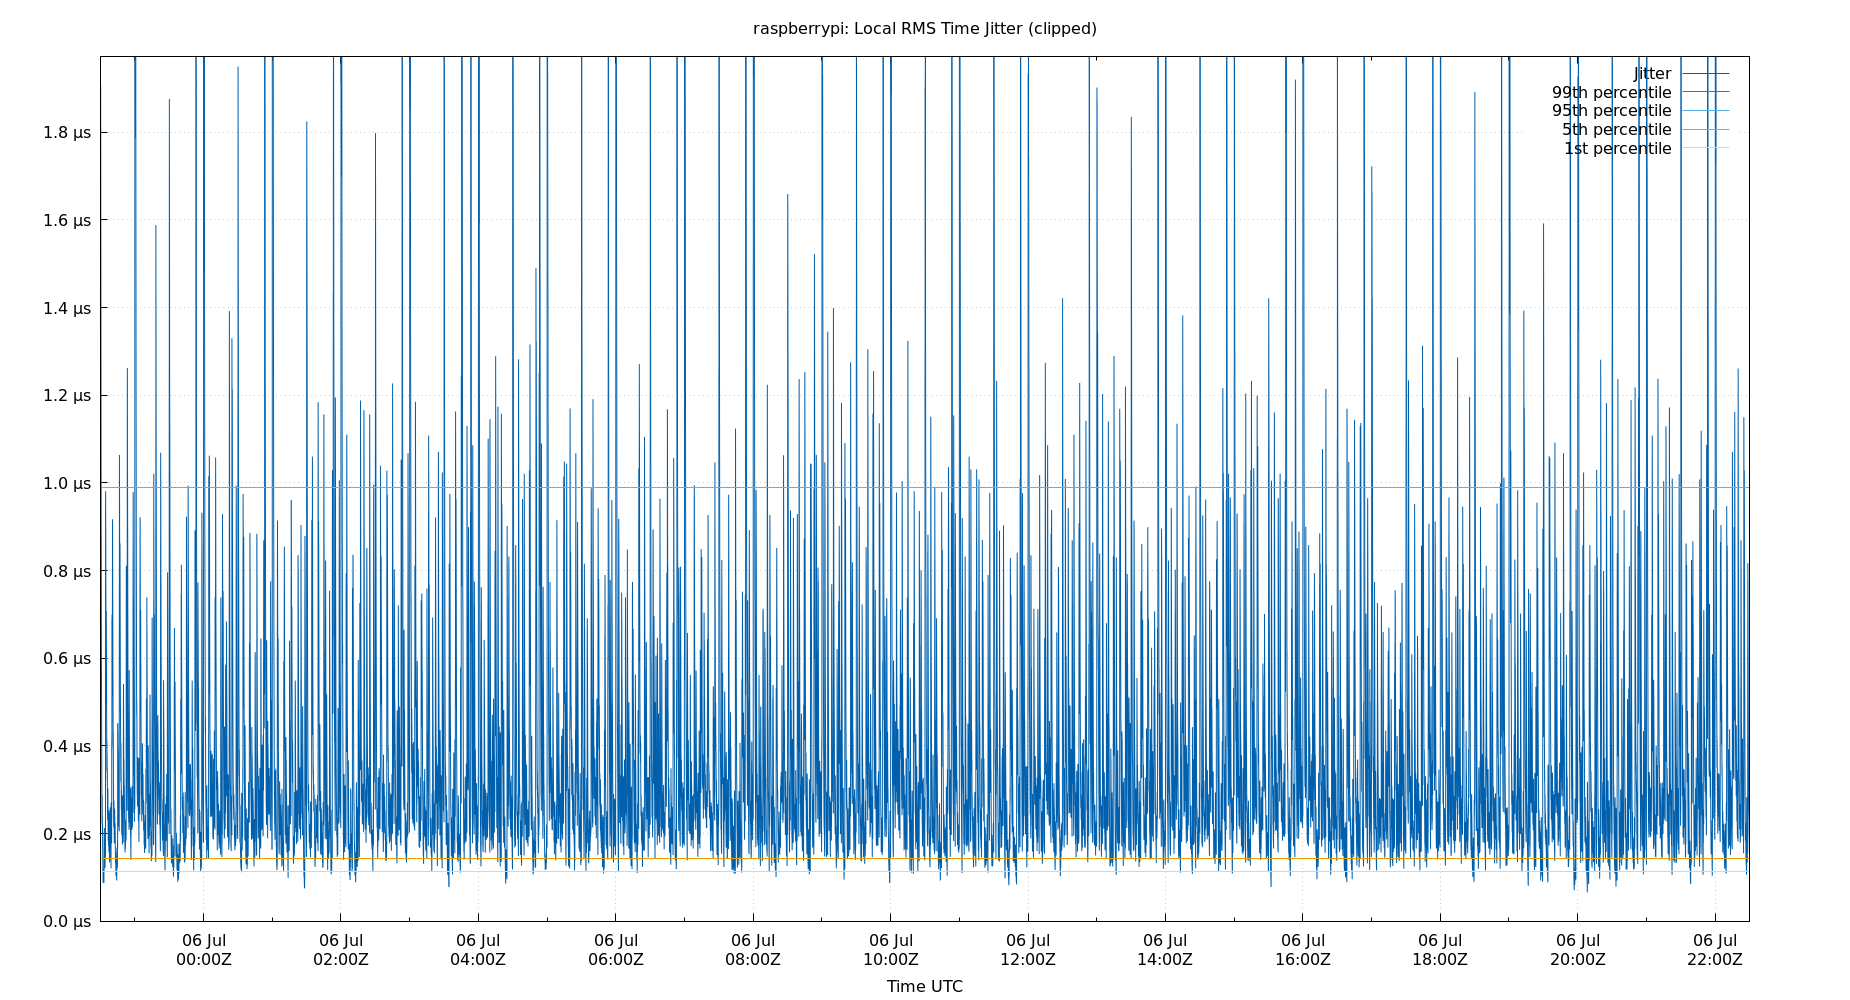 raspberrypi: Local RMS Time Jitter (clipped)
Jitter
99th percentile
95th percentile
5th percentile
1st percentile
1.8 µs
1.6 µs
1.4 µs
1.2 µs
1.0 µs
0.8 µs
0.6 µs
0.4 µs
0.2 µs
0.0 µs
06 Jul 06 Jul 06 Jul 06 Jul 06 Jul 06 Jul 06 Jul 06 Jul 06 Jul 06 Jul 06 Jul 06 Jul
00:00Z 02:00Z 04:00Z 06:00Z 08:00Z 10:00Z 12:00Z 14:00Z 16:00Z 18:00Z 20:00Z 22:00Z
Time UTC